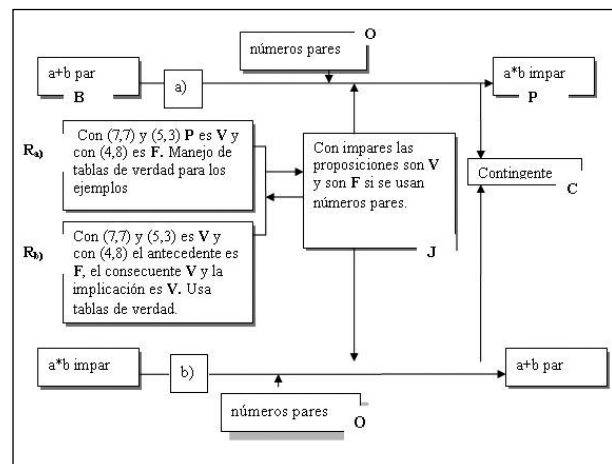 O
números pares
a+b par
B
a)
a*b impar
P
Ra)
Con (7,7) y (5,3) P es V y
con (4,8) es F. Manejo de
tablas de verdad para los
ejemplos
Con impares las
proposiciones son V
y son F si se usan
números pares.
J
Contingente
C
Rb)
Con (7,7) y (5,3) es V y
con (4,8) el antecedente es
F, el consecuente V y la
implicación es V. Usa
tablas de verdad.
a*b impar
b)
a+b par
números pares
O